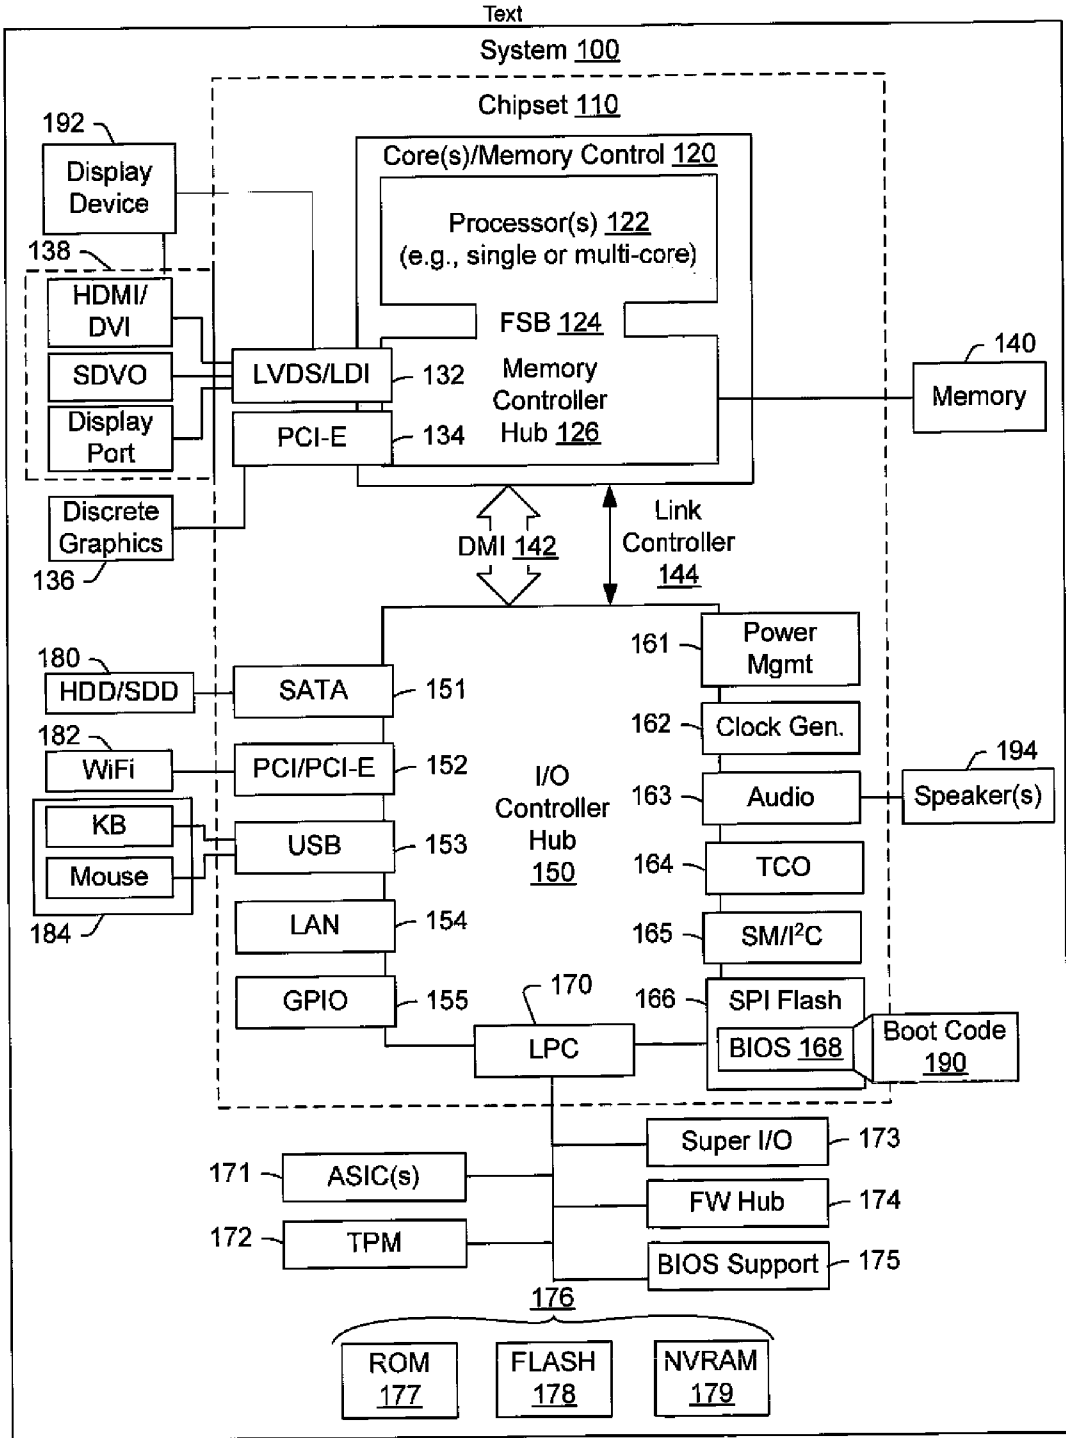 Text
System 100
Chipset 110
192
Display
Device
Core(s)/Memory Control 120
Processor(s) 122
(e.g., single or multi-core)
138
HDMI/
DVI
SDVO
Display
Port
FSB 124
LVDS/LDI
132
PCI-E
134
Memory
Controller
Hub 126
140
Memory
Discrete
Graphics
136
DMI 142
Link
Controller
144
180
HDD/SDD
SATA
151
182
WiFi
PCI/PCI-E
152
KB
Mouse
184
USB
153
LAN
154
GPIO
155
I/O
Controller
Hub
150
161
Power
Mgmt
162
Clock Gen.
163
Audio
194
Speaker(s)
164
TCO
165
SM/I²C
166
SPI Flash
BIOS 168
Boot Code
190
170
LPC
171
ASIC(s)
172
TPM
Super I/O
173
FW Hub
174
BIOS Support
175
176
ROM
177
FLASH
178
NVRAM
179